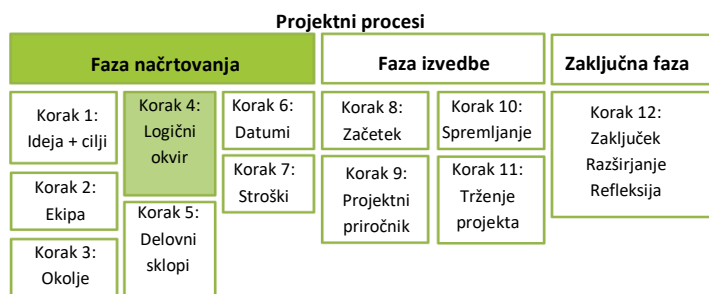 Projektni procesi
Faza načrtovanja
Faza izvedbe
Zaključna faza
Korak 1:
Ideja + cilji
Korak 2:
Ekipa
Korak 3:
Okolje
Korak 4:
Logični
okvir
Korak 5:
Delovni
sklopi
Korak 6:
Datumi
Korak 7:
Stroški
Korak 8:
Začetek
Korak 9:
Projektni
priročnik
Korak 10:
Spremljanje
Korak 11:
Trženje
projekta
Korak 12:
Zaključek
Razširjanje
Refleksija